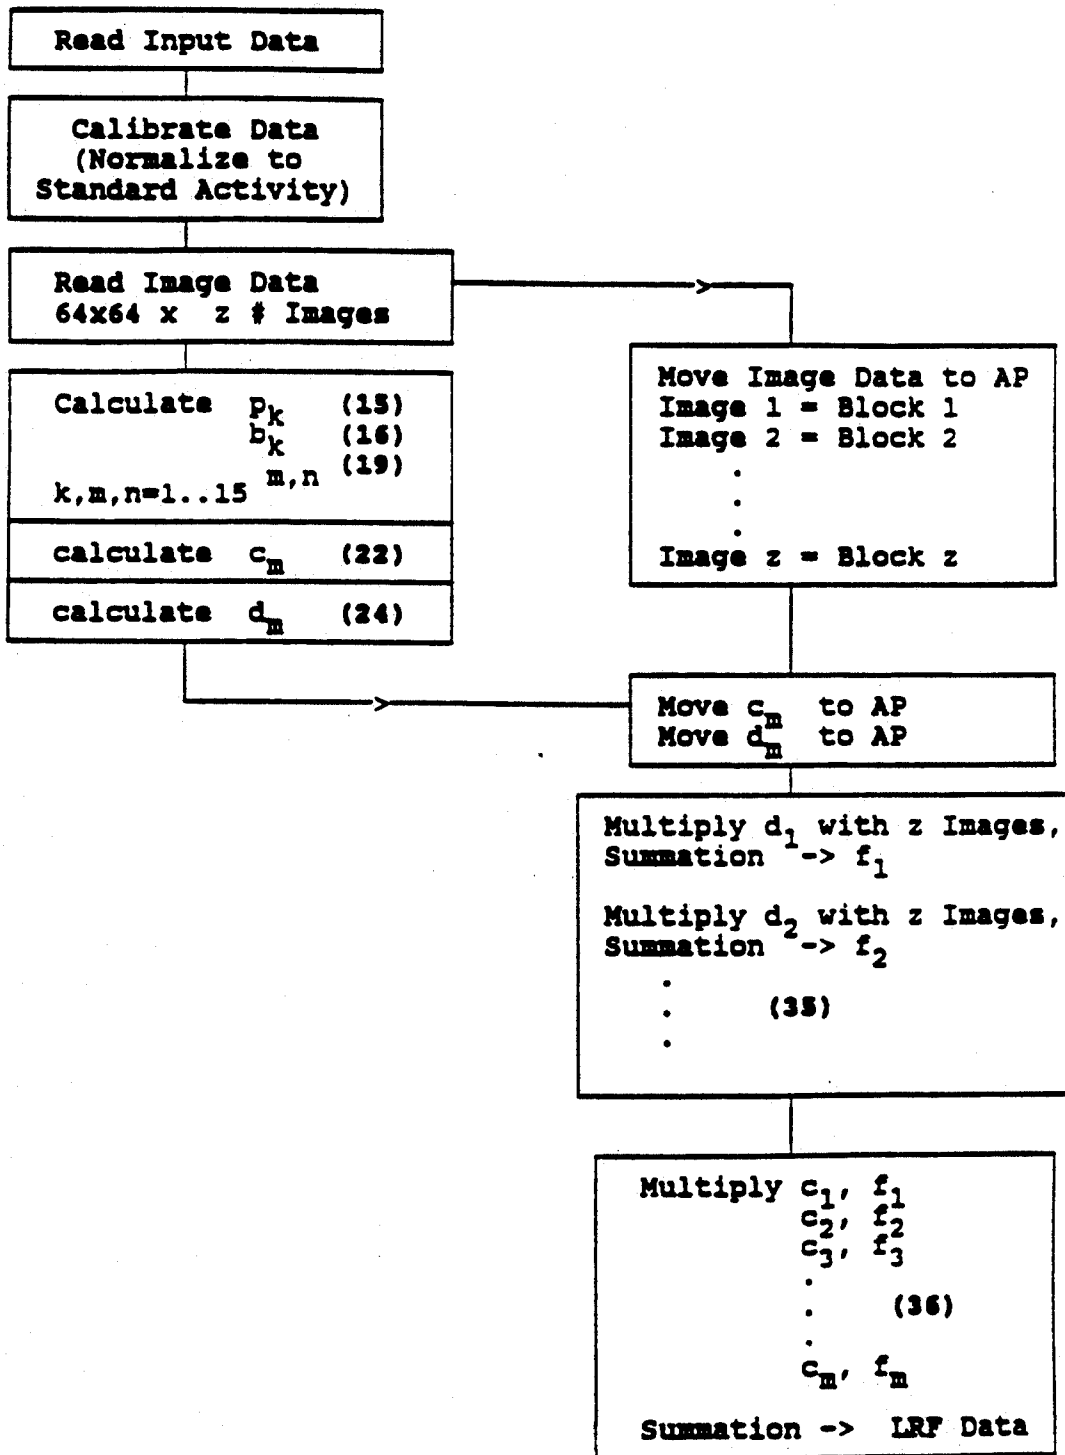 Read Input Data
Calibrate Data
(Normalize to
Standard Activity)
Read Image Data
64x64 x z # Images
Calculate p_k (15)
b_k (16)
m,n (19)
k,m,n=1..15
calculate c_m (22)
calculate d_m (24)
Move Image Data to AP
Image 1 = Block 1
Image 2 = Block 2
.
.
.
Image z = Block z
Move c_m to AP
Move d_m to AP
Multiply d_1 with z Images,
Summation -> f_1
Multiply d_2 with z Images,
Summation -> f_2
.
. (35)
.
Multiply c_1, f_1
c_2, f_2
c_3, f_3
.
. (36)
.
c_m, f_m
Summation -> LRF Data